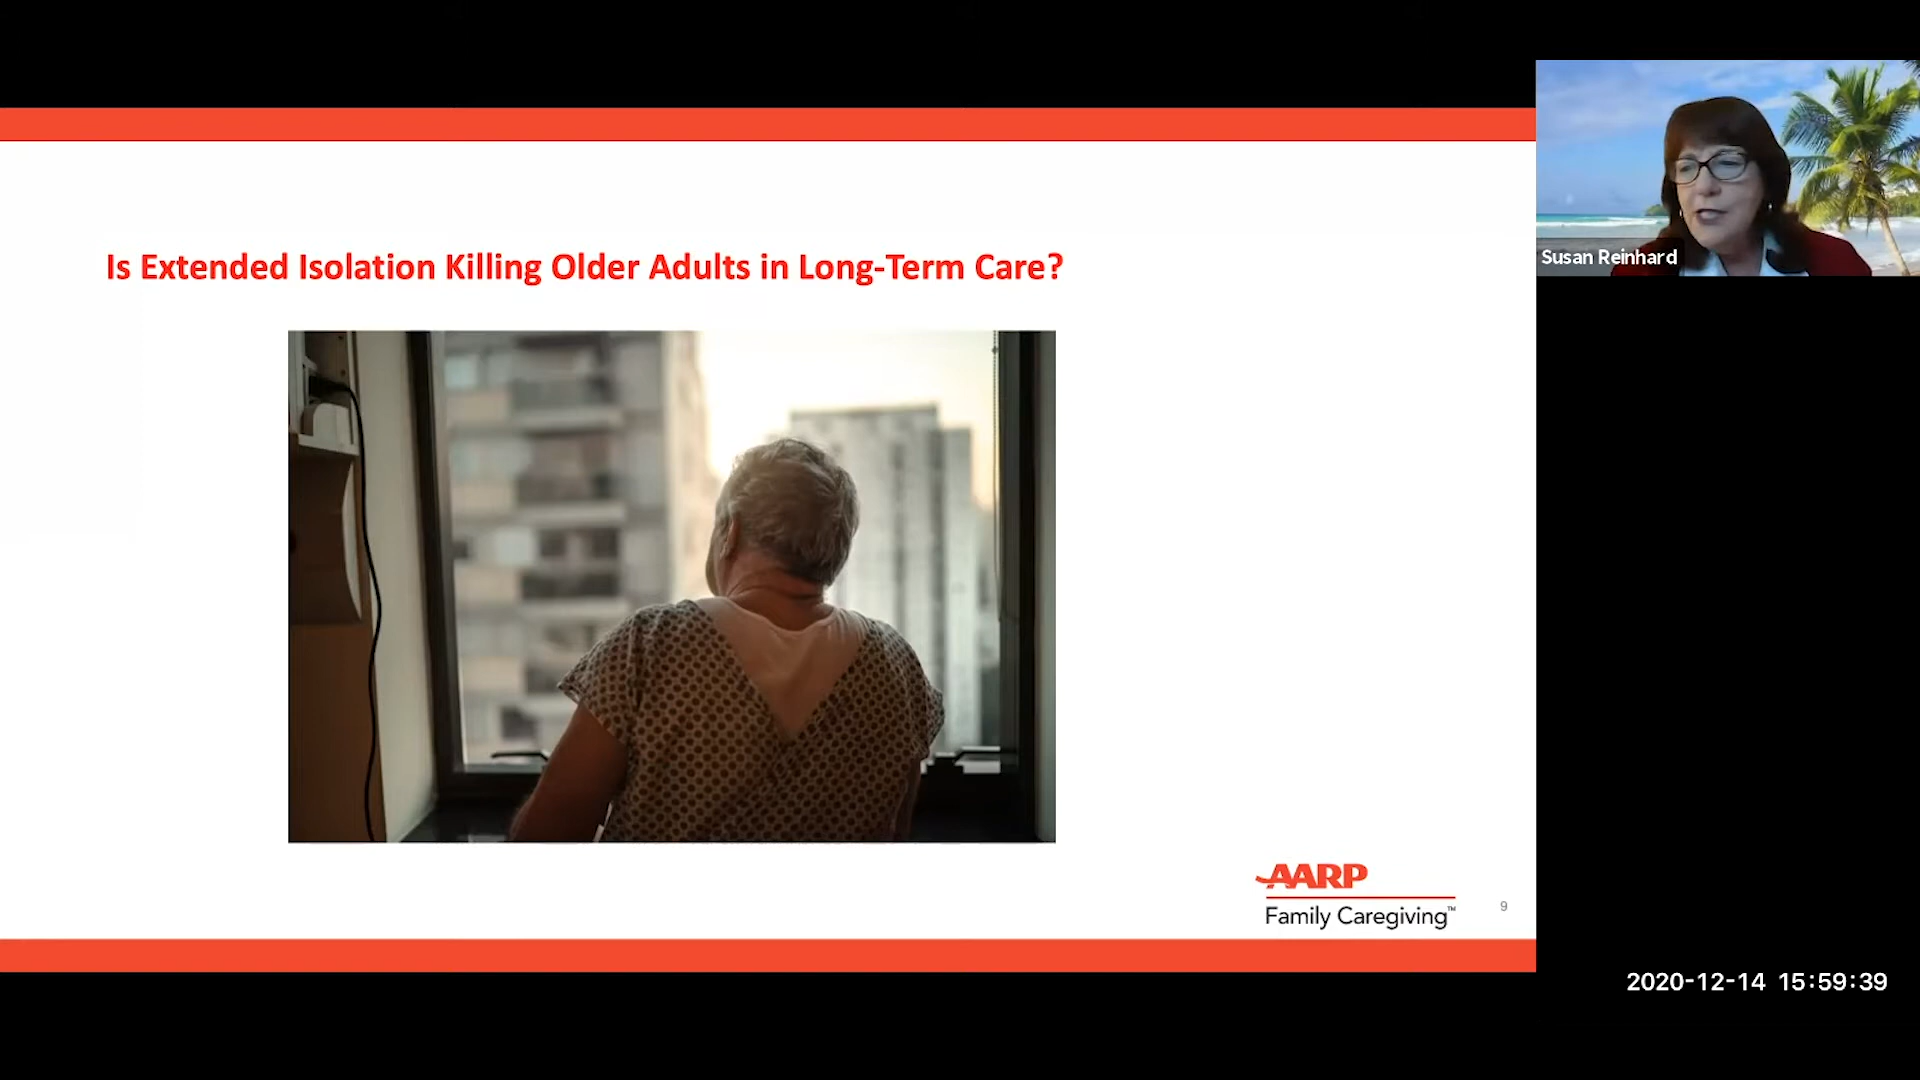 Is Extended Isolation Killing Older Adults in Long-Term Care?
Susan Reinhard
AARP
Family Caregiving™
9
2020-12-14 15:59:39